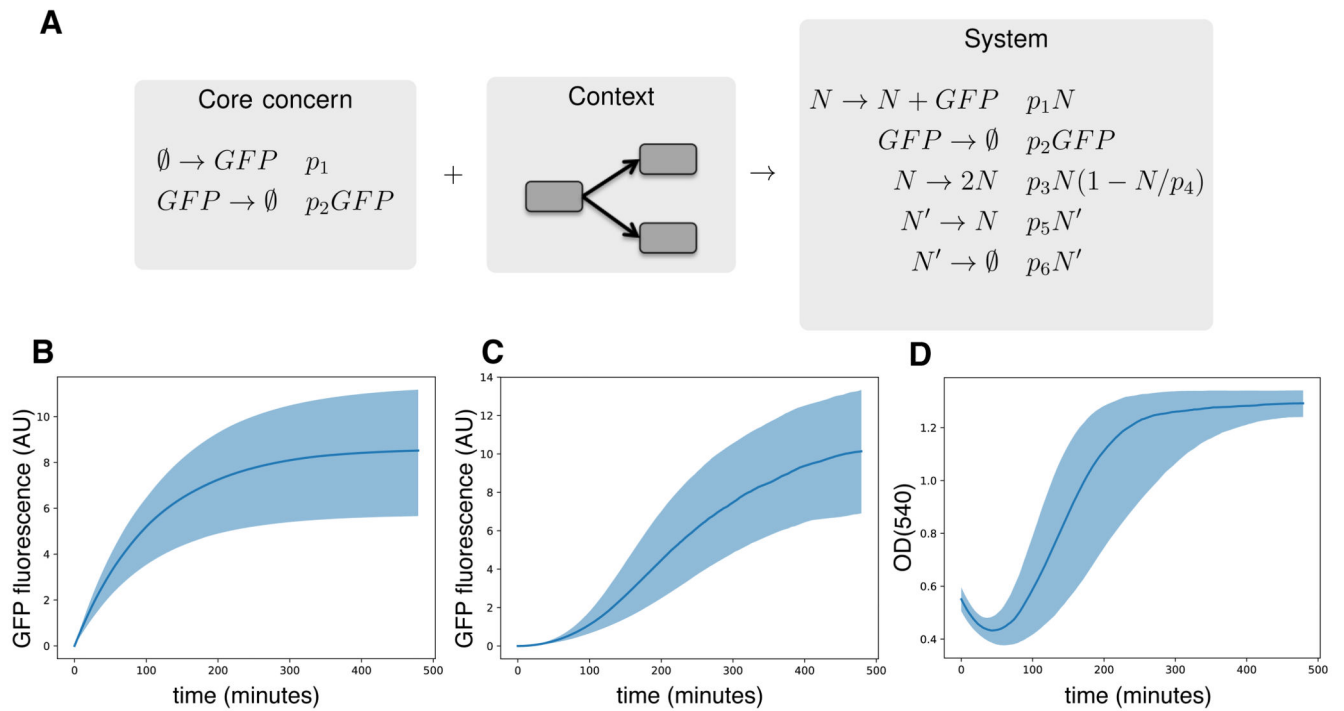 A
Core concern
∅ → GFP p₁
GFP → ∅ p₂GFP
+
Context
→
System
N → N + GFP p₁N
GFP → ∅ p₂GFP
N → 2N p₃N(1 − N/p₄)
N′ → N p₅N′
N′ → ∅ p₆N′
B
GFP fluorescence (AU)
10
8
6
4
2
0
0 100 200 300 400 500
time (minutes)
C
GFP fluorescence (AU)
14
12
10
8
6
4
2
0
0 100 200 300 400 500
time (minutes)
D
OD(540)
1.2
1.0
0.8
0.6
0.4
0 100 200 300 400 500
time (minutes)